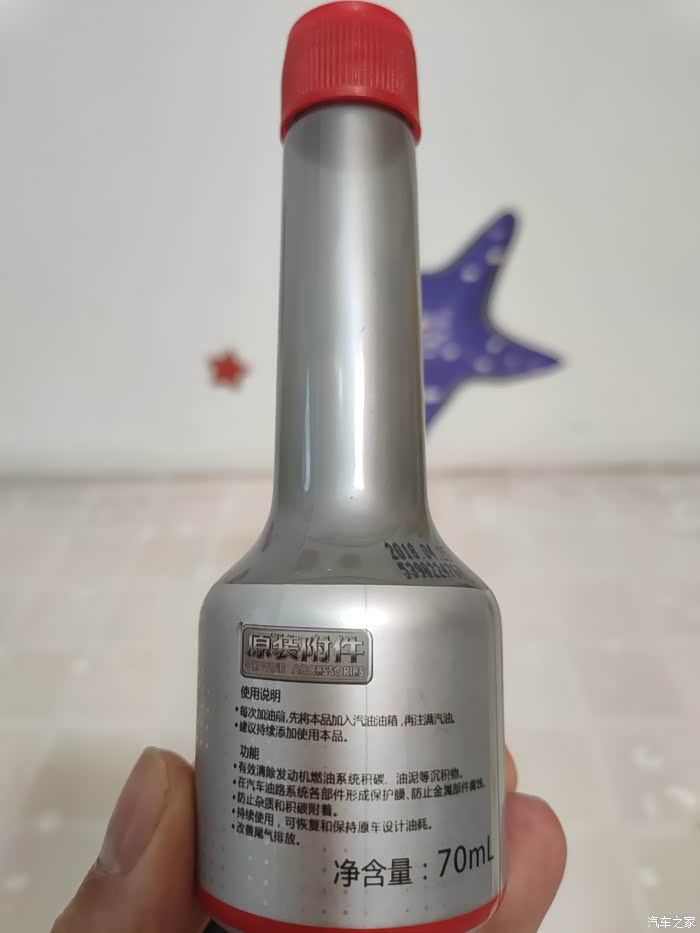 2018.04
原装附件
GENUINE ACCESSORIES
使用说明
•每次加油前,先将本品加入汽油油箱,再注满汽油.
•建议持续添加使用本品。
功能
•有效清除发动机燃油系统积碳、油泥等沉积物。
•在汽车油路系统各部件形成保护膜、防止金属部件腐蚀。
•防止杂质和积碳附着。
•持续使用，可恢复和保持原车设计油耗。
•改善尾气排放。
净含量：70mL
汽车之家